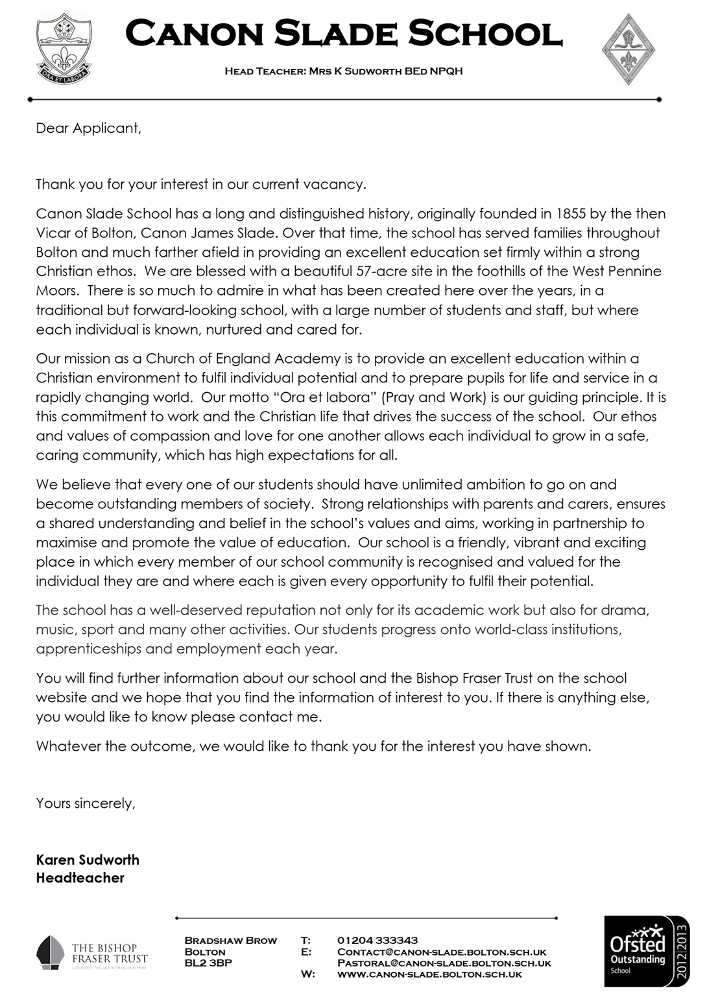 CANON SLADE SCHOOL
HEAD TEACHER: MRS K SUDWORTH BED NPQH
ORA ET LABORA
Dear Applicant,
Thank you for your interest in our current vacancy.
Canon Slade School has a long and distinguished history, originally founded in 1855 by the then
Vicar of Bolton, Canon James Slade. Over that time, the school has served families throughout
Bolton and much farther afield in providing an excellent education set firmly within a strong
Christian ethos.  We are blessed with a beautiful 57-acre site in the foothills of the West Pennine
Moors.  There is so much to admire in what has been created here over the years, in a
traditional but forward-looking school, with a large number of students and staff, but where
each individual is known, nurtured and cared for.
Our mission as a Church of England Academy is to provide an excellent education within a
Christian environment to fulfil individual potential and to prepare pupils for life and service in a
rapidly changing world.  Our motto “Ora et labora” (Pray and Work) is our guiding principle. It is
this commitment to work and the Christian life that drives the success of the school.  Our ethos
and values of compassion and love for one another allows each individual to grow in a safe,
caring community, which has high expectations for all.
We believe that every one of our students should have unlimited ambition to go on and
become outstanding members of society.  Strong relationships with parents and carers, ensures
a shared understanding and belief in the school’s values and aims, working in partnership to
maximise and promote the value of education.  Our school is a friendly, vibrant and exciting
place in which every member of our school community is recognised and valued for the
individual they are and where each is given every opportunity to fulfil their potential.
The school has a well-deserved reputation not only for its academic work but also for drama,
music, sport and many other activities. Our students progress onto world-class institutions,
apprenticeships and employment each year.
You will find further information about our school and the Bishop Fraser Trust on the school
website and we hope that you find the information of interest to you. If there is anything else,
you would like to know please contact me.
Whatever the outcome, we would like to thank you for the interest you have shown.
Yours sincerely,
Karen Sudworth
Headteacher
THE BISHOP
FRASER TRUST
BRADSHAW BROW T: 01204 333343
BOLTON E: CONTACT@CANON-SLADE.BOLTON.SCH.UK
BL2 3BP PASTORAL@CANON-SLADE.BOLTON.SCH.UK
W: WWW.CANON-SLADE.BOLTON.SCH.UK
Ofsted
Outstanding
School
2012|2013